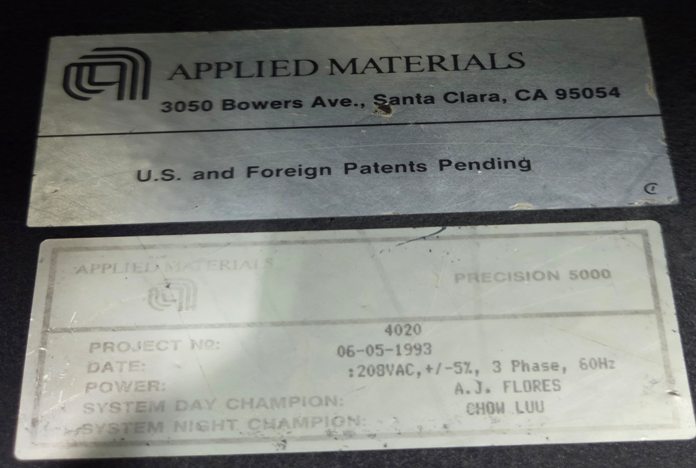 APPLIED MATERIALS
3050 Bowers Ave., Santa Clara, CA 95054
U.S. and Foreign Patents Pending
APPLIED MATERIALS
PRECISION 5000
PROJECT No: 4020
DATE: 06-05-1993
POWER: :208VAC,+/-5%, 3 Phase, 60Hz
SYSTEM DAY CHAMPION: A.J. FLORES
SYSTEM NIGHT CHAMPION: CHOW LUU